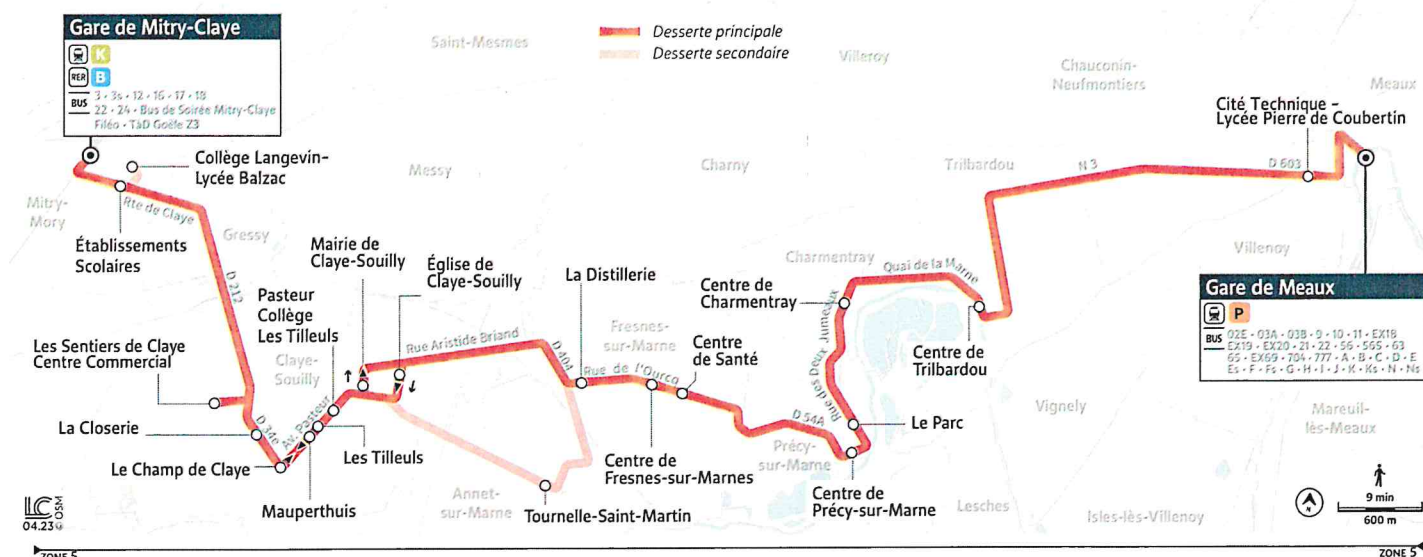 Gare de Mitry-Claye
K
RER B
BUS 3 · 3s · 12 · 16 · 17 · 18
22 · 24 · Bus de Soirée Mitry-Claye
Filéo · TàD Goële Z3
Desserte principale
Desserte secondaire
Saint-Mesmes
Villeroy
Chauconin-
Neufmontiers
Meaux
Cité Technique –
Lycée Pierre de Coubertin
Collège Langevin–
Lycée Balzac
Messy
Charny
Trilbardou
N 3
D 603
Mitry-
Mory
Rte de Claye
Établissements
Scolaires
Gressy
D 212
Mairie de
Claye-Souilly
Église de
Claye-Souilly
La Distillerie
Charmentray
Quai de la Marne
Villenoy
Centre de
Charmentray
Pasteur
Collège
Les Tilleuls
Gare de Meaux
P
BUS 02E · 03A · 03B · 9 · 10 · 11 · EX18
EX19 · EX20 · 21 · 22 · 56 · 56S · 63
65 · EX69 · 704 · 777 · A · B · C · D · E
Es · F · Fs · G · H · I · J · K · Ks · N · Ns
Les Sentiers de Claye
Centre Commercial
Claye-
Souilly
Rue Aristide Briand
D 404
Fresnes-
sur-Marne
Rue de l'Ourcq
Centre
de Santé
Rue des Deux Jumeaux
Centre de
Trilbardou
La Closerie
D 34e
Av. Pasteur
D 54A
Le Parc
Vignely
Mareuil-
lès-Meaux
Le Champ de Claye
Les Tilleuls
Centre de
Fresnes-sur-Marnes
Précy-
sur-Marne
Mauperthuis
Annet-
sur-Marne
Tournelle-Saint-Martin
Centre de
Précy-sur-Marne
Lesches
Isles-lès-Villenoy
9 min
600 m
LC
04.23
© OSM
ZONE 5
ZONE 5